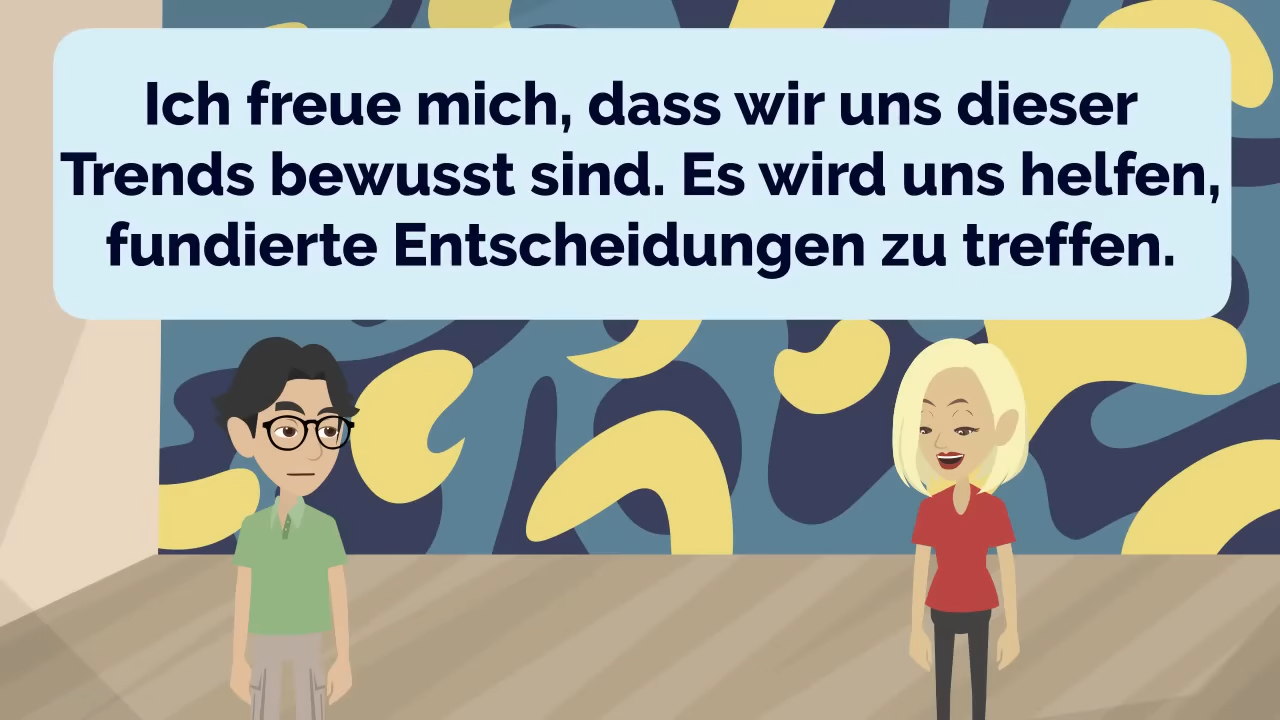 Ich freue mich, dass wir uns dieser
Trends bewusst sind. Es wird uns helfen,
fundierte Entscheidungen zu treffen.